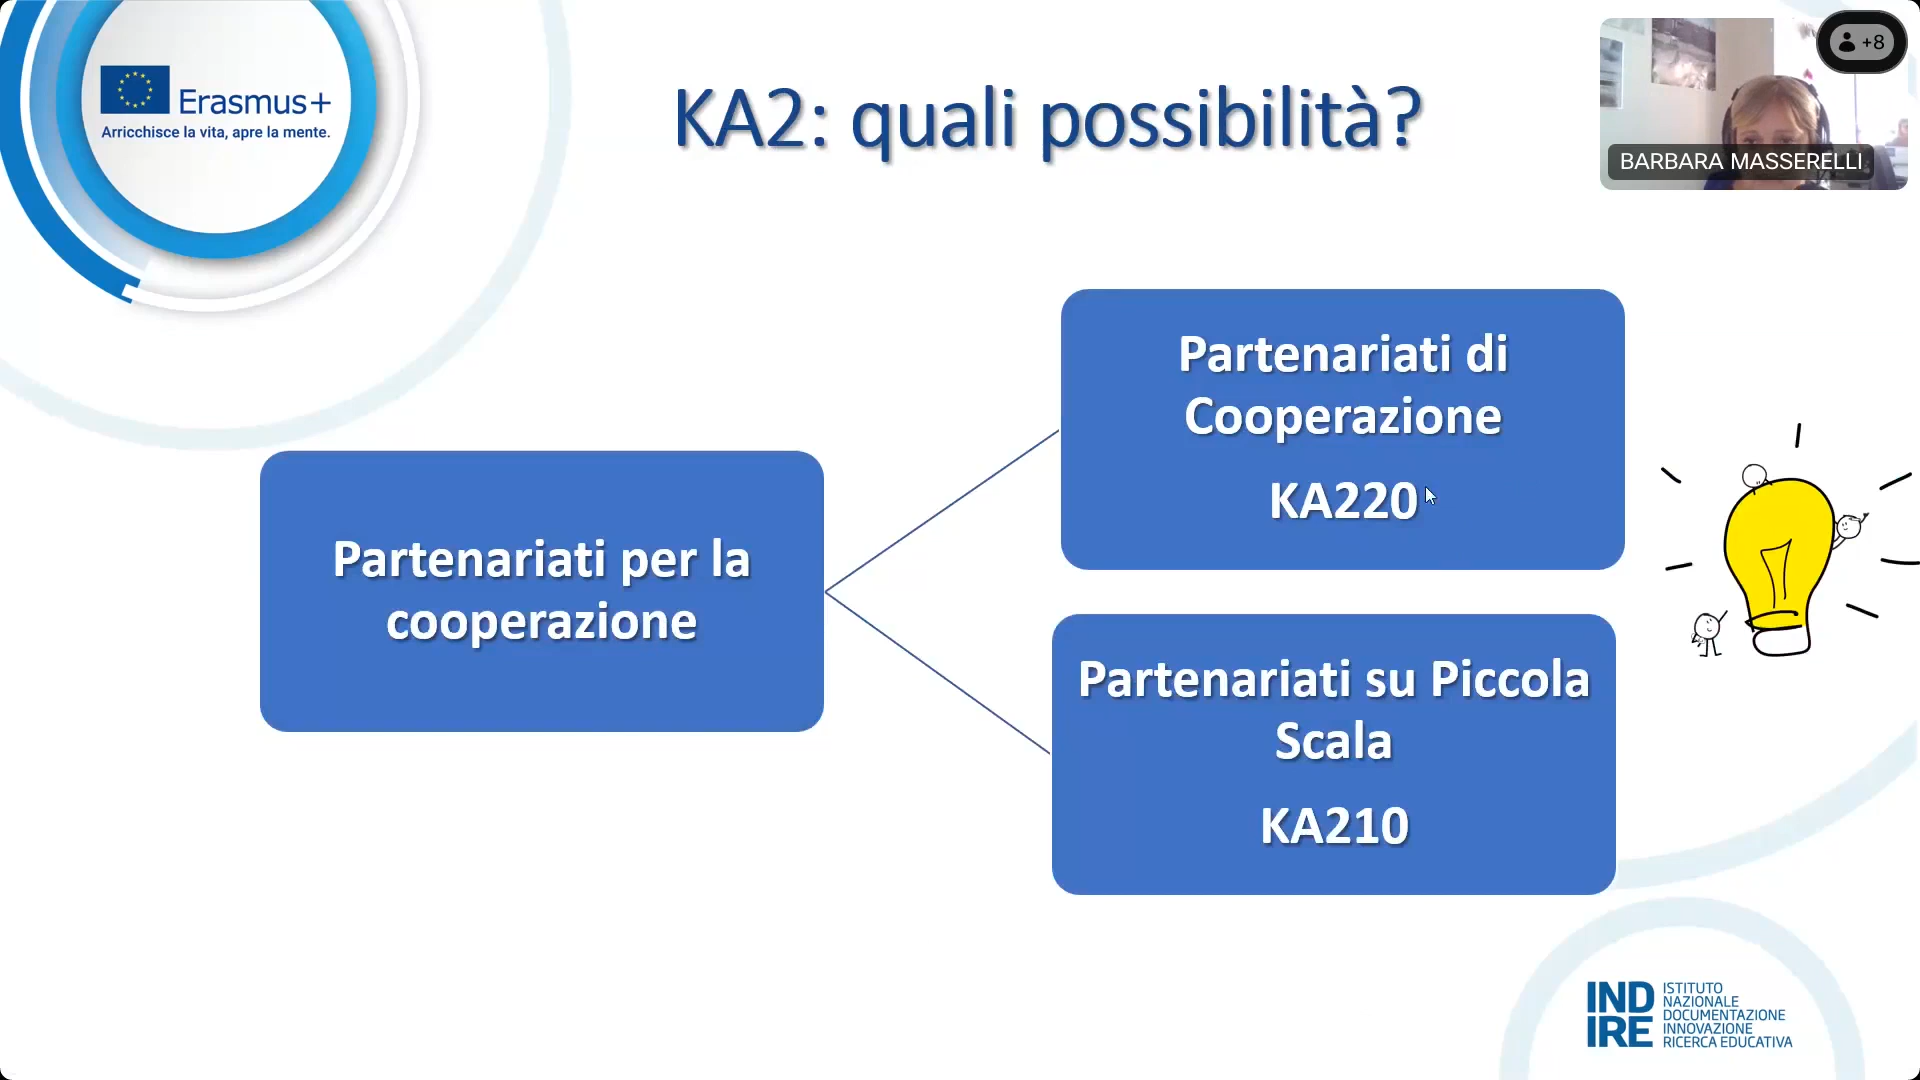 Erasmus+
Arricchisce la vita, apre la mente.
KA2: quali possibilità?
+8
BARBARA MASSERELLI
Partenariati per la
cooperazione
Partenariati di
Cooperazione
KA220
Partenariati su Piccola
Scala
KA210
IND
IRE
ISTITUTO
NAZIONALE
DOCUMENTAZIONE
INNOVAZIONE
RICERCA EDUCATIVA